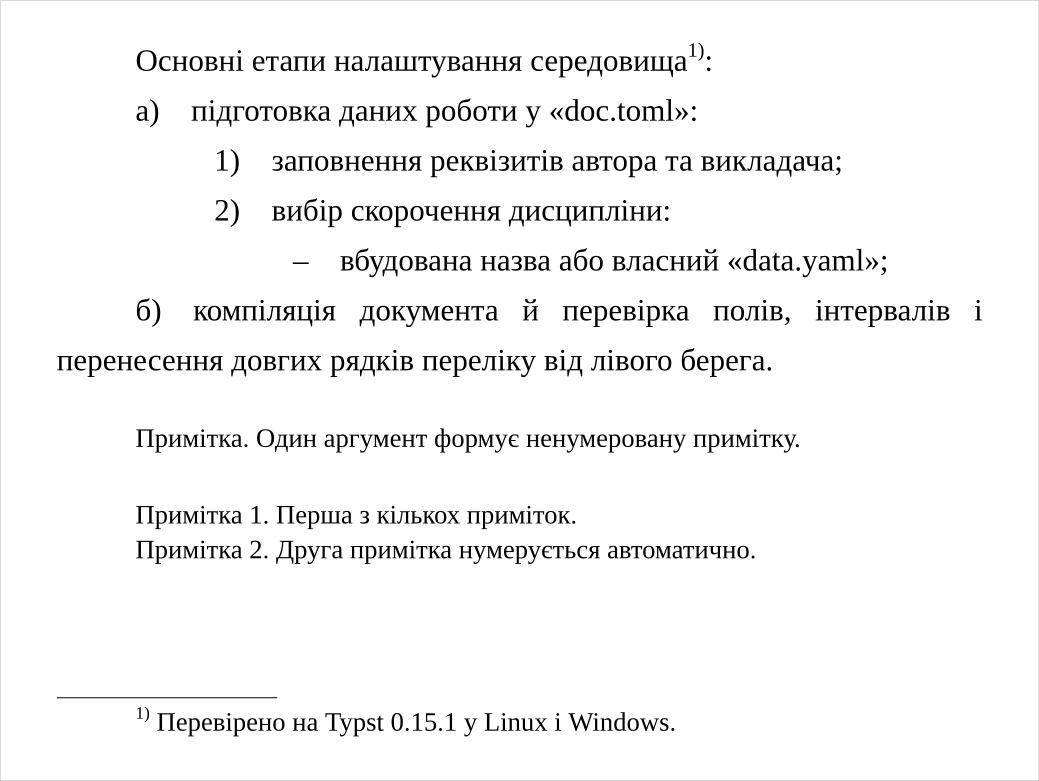 Основні етапи налаштування середовища1):
а) підготовка даних роботи у «doc.toml»:
1) заповнення реквізитів автора та викладача;
2) вибір скорочення дисципліни:
– вбудована назва або власний «data.yaml»;
б) компіляція документа й перевірка полів, інтервалів і
перенесення довгих рядків переліку від лівого берега.
Примітка. Один аргумент формує ненумеровану примітку.
Примітка 1. Перша з кількох приміток.
Примітка 2. Друга примітка нумерується автоматично.
1) Перевірено на Typst 0.15.1 у Linux і Windows.